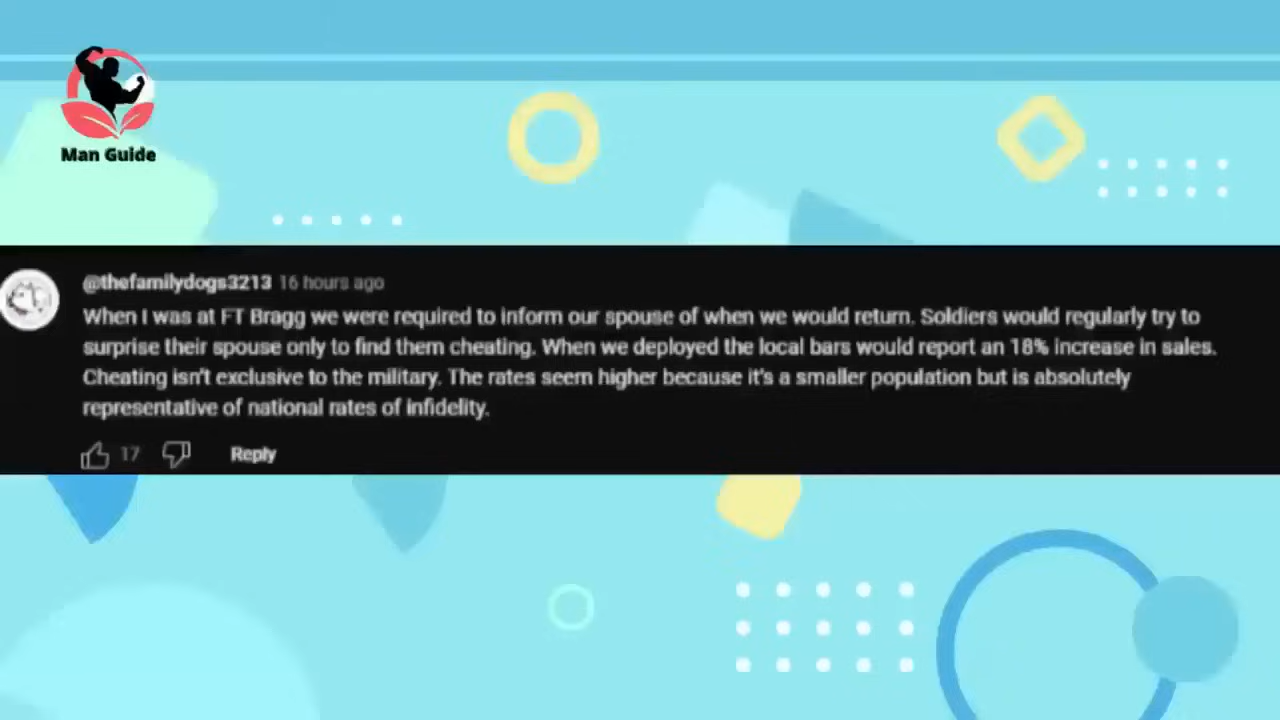 Man Guide
@thefamilydogs3213 16 hours ago
When I was at FT Bragg we were required to inform our spouse of when we would return. Soldiers would regularly try to
surprise their spouse only to find them cheating. When we deployed the local bars would report an 18% increase in sales.
Cheating isn't exclusive to the military. The rates seem higher because it's a smaller population but is absolutely
representative of national rates of infidelity.
17 Reply